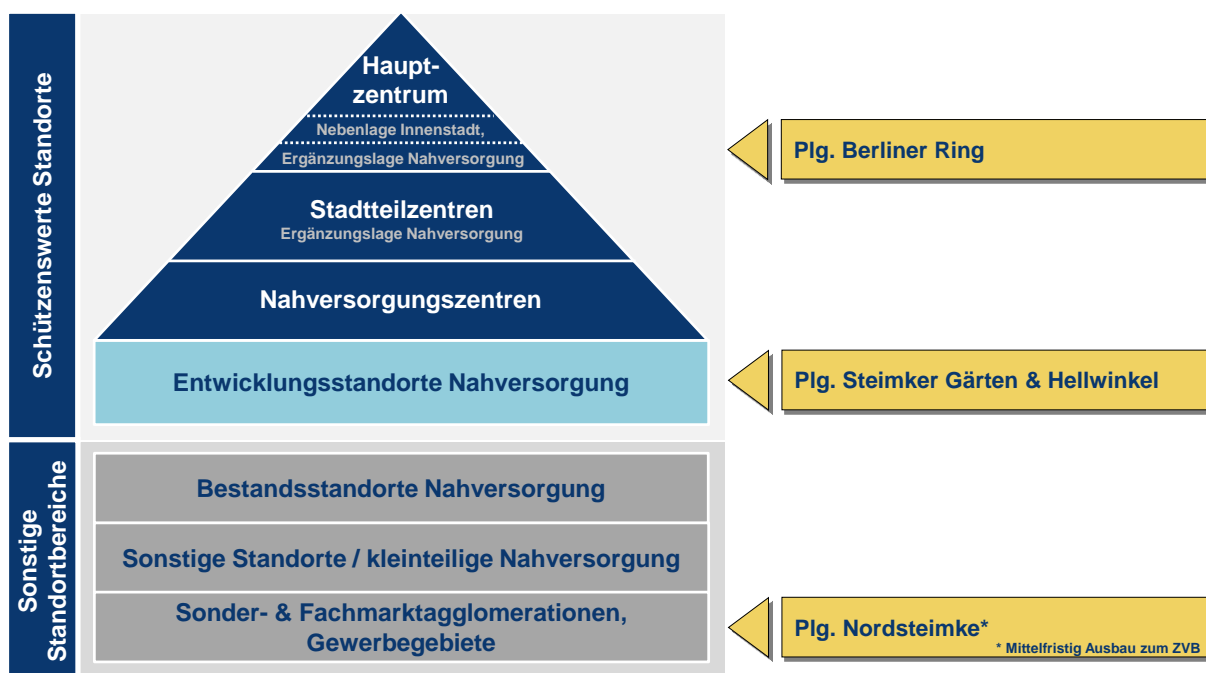 Schützenswerte Standorte
Haupt-
zentrum
Nebenlage Innenstadt,
Ergänzungslage Nahversorgung
Plg. Berliner Ring
Stadtteilzentren
Ergänzungslage Nahversorgung
Nahversorgungszentren
Entwicklungsstandorte Nahversorgung
Plg. Steimker Gärten & Hellwinkel
Sonstige
Standortbereiche
Bestandsstandorte Nahversorgung
Sonstige Standorte / kleinteilige Nahversorgung
Sonder- & Fachmarktagglomerationen,
Gewerbegebiete
Plg. Nordsteimke*
* Mittelfristig Ausbau zum ZVB